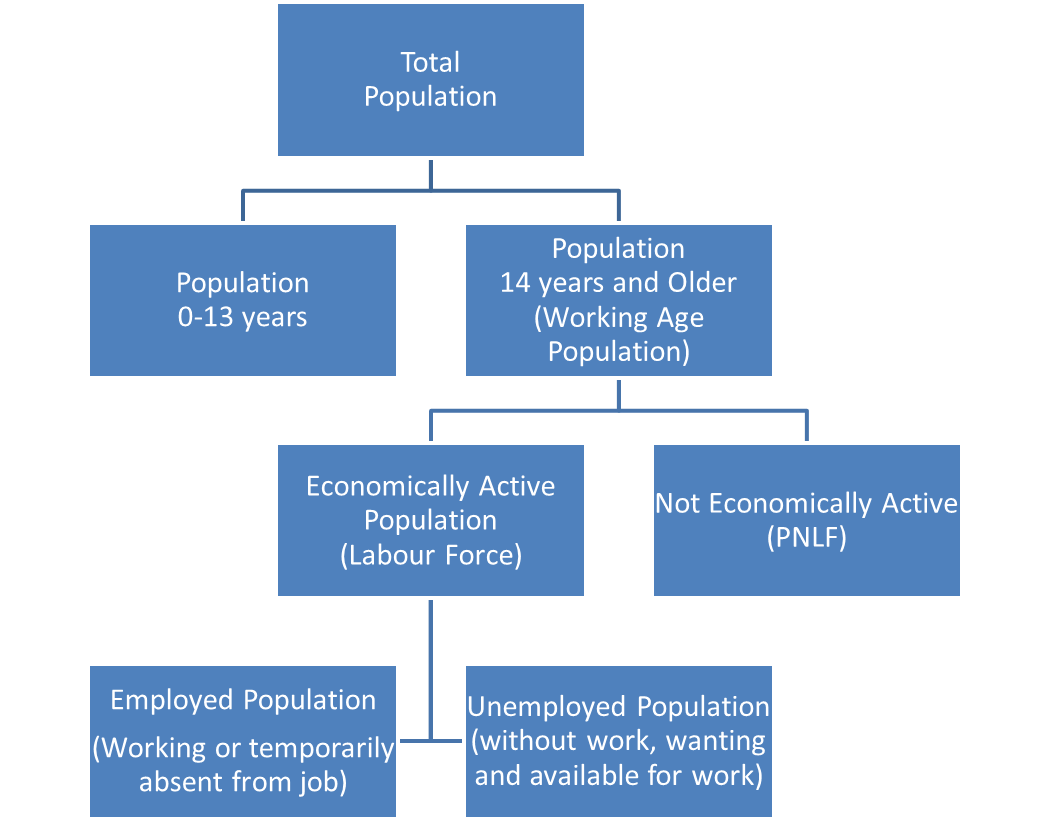 Total
Population
Population
0-13 years
Population
14 years and Older
(Working Age
Population)
Economically Active
Population
(Labour Force)
Not Economically Active
(PNLF)
Employed Population
(Working or temporarily
absent from job)
Unemployed Population
(without work, wanting
and available for work)